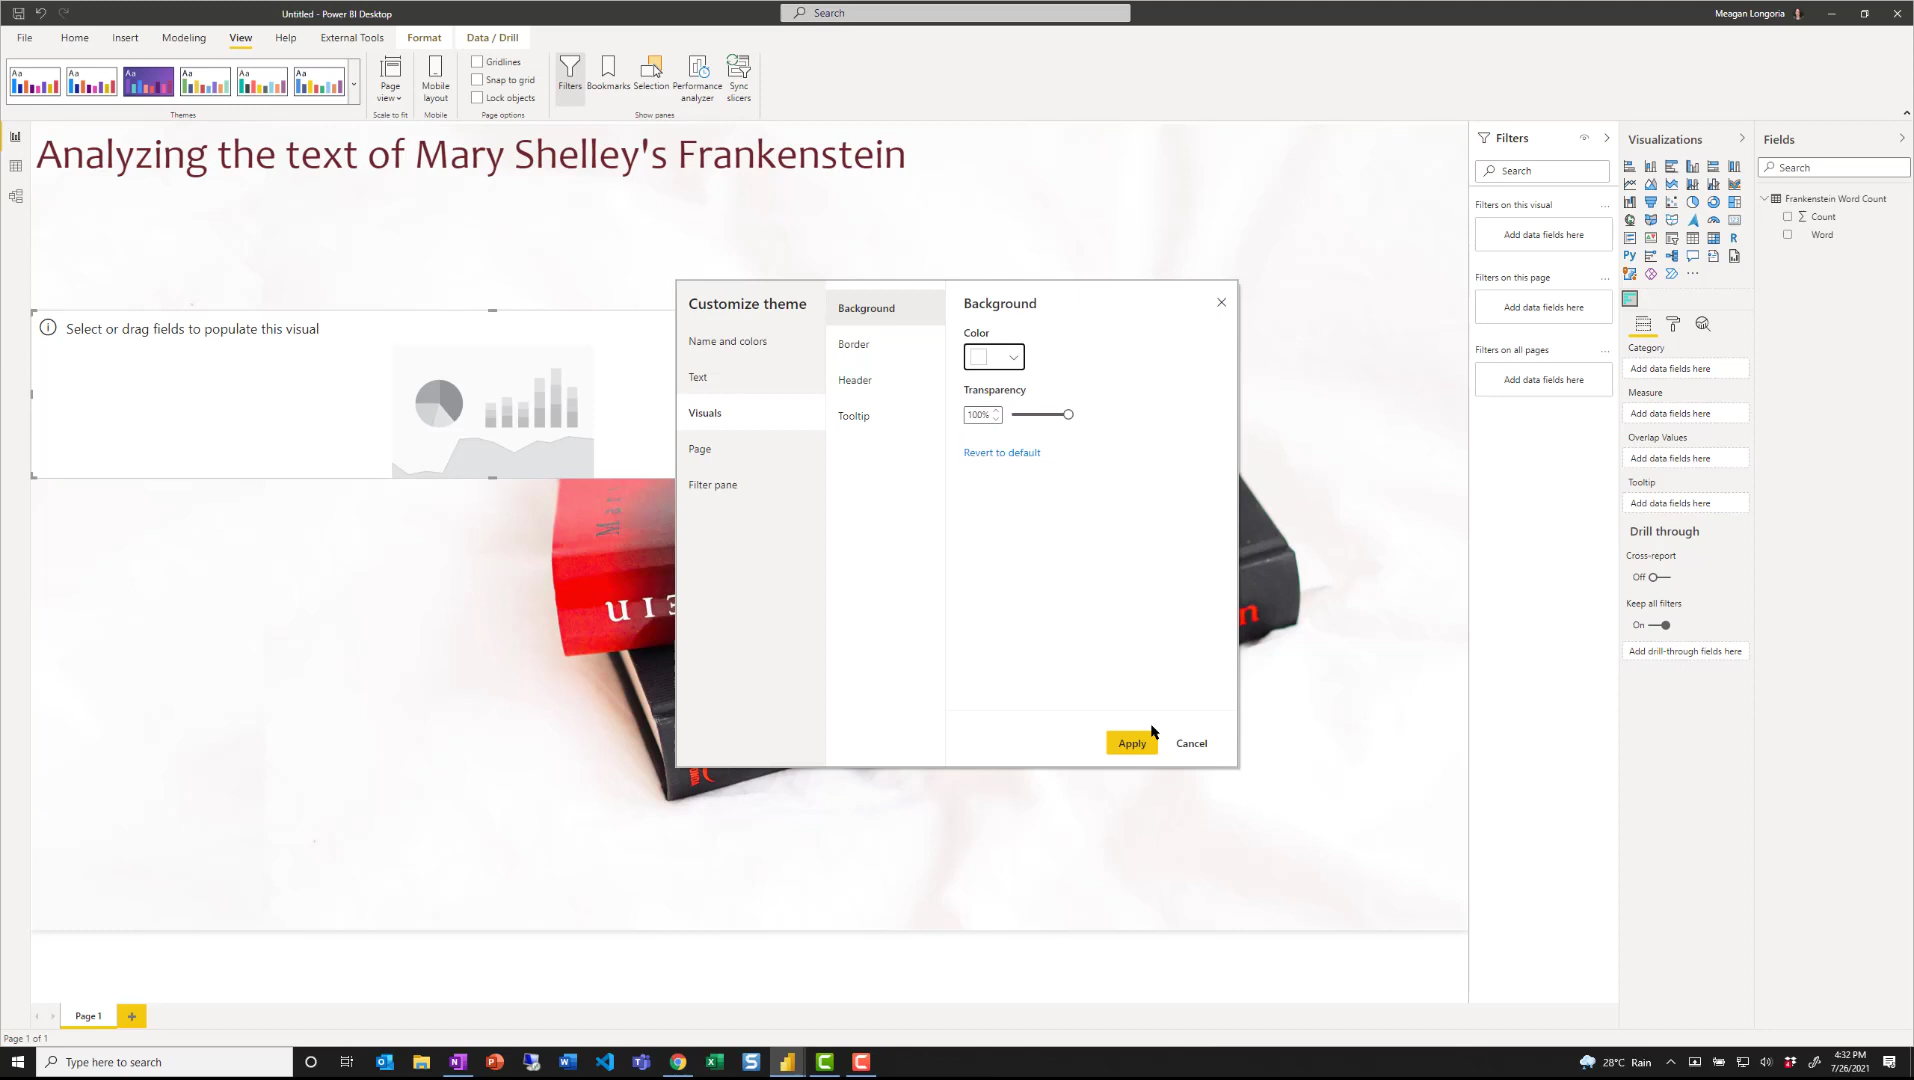 Untitled - Power BI Desktop
Search
Meagan Longoria
File
Home
Insert
Modeling
View
Help
External Tools
Format
Data / Drill
Aa
Aa
Aa
Aa
Aa
Aa
Themes
Page
view
Scale to fit
Mobile
layout
Mobile
Gridlines
Snap to grid
Lock objects
Page options
Filters
Bookmarks
Selection
Performance
analyzer
Sync
slicers
Show panes
Analyzing the text of Mary Shelley's Frankenstein
Select or drag fields to populate this visual
Customize theme
Name and colors
Text
Visuals
Page
Filter pane
Background
Border
Header
Tooltip
Background
Color
Transparency
100%
Revert to default
Apply
Cancel
Filters
Search
Filters on this visual
Add data fields here
Filters on this page
Add data fields here
Filters on all pages
Add data fields here
Visualizations
R
Py
Category
Add data fields here
Measure
Add data fields here
Overlap Values
Add data fields here
Tooltip
Add data fields here
Drill through
Cross-report
Off
Keep all filters
On
Add drill-through fields here
Fields
Search
Frankenstein Word Count
Count
Word
Page 1
Page 1 of 1
Type here to search
28°C Rain
4:32 PM
7/26/2021